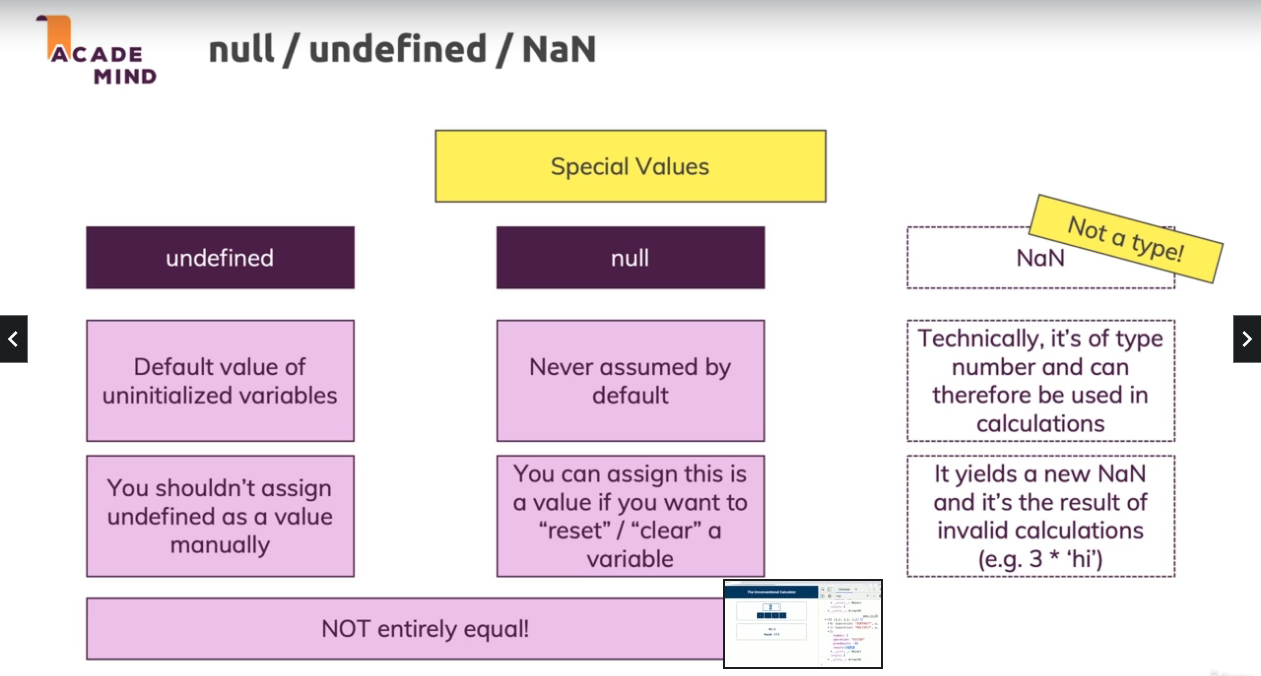 ACADE
MIND
null / undefined / NaN
Special Values
undefined
null
NaN
Not a type!
Default value of
uninitialized variables
Never assumed by
default
Technically, it’s of type
number and can
therefore be used in
calculations
You shouldn’t assign
undefined as a value
manually
You can assign this is
a value if you want to
“reset” / “clear” a
variable
It yields a new NaN
and it’s the result of
invalid calculations
(e.g. 3 * ‘hi’)
NOT entirely equal!
The Unconventional Calculator